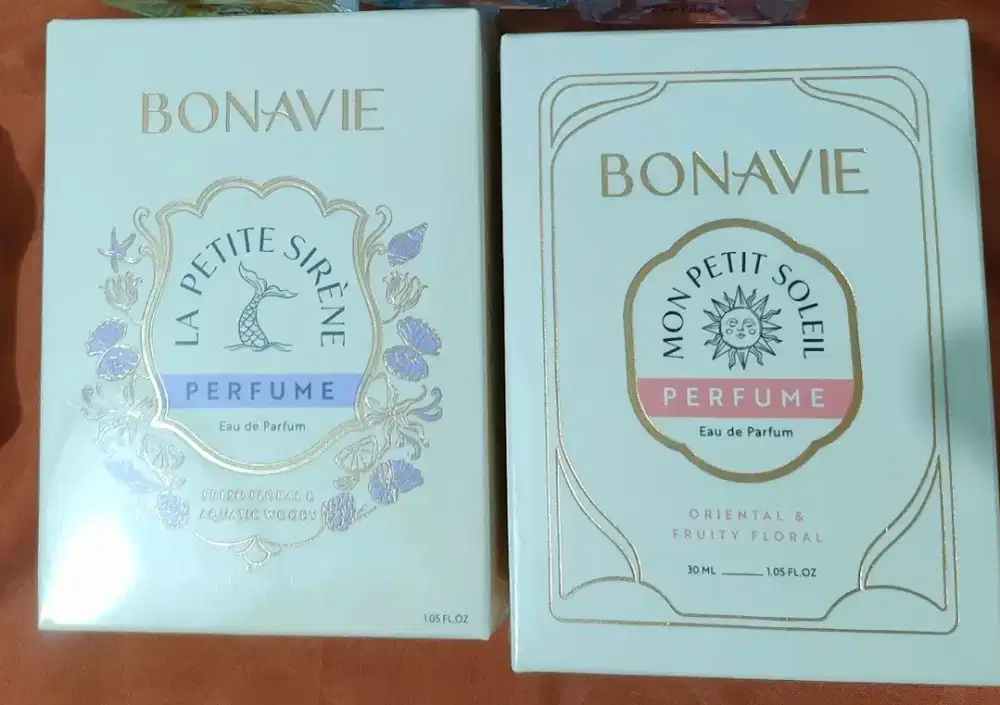 BONAVIE
LA PETITE SIRÈNE
PERFUME
Eau de Parfum
FRESH FLORAL &
AQUATIC WOODY
1.05 FL.OZ
BONAVIE
MON PETIT SOLEIL
PERFUME
Eau de Parfum
ORIENTAL &
FRUITY FLORAL
30 ML 1.05 FL.OZ